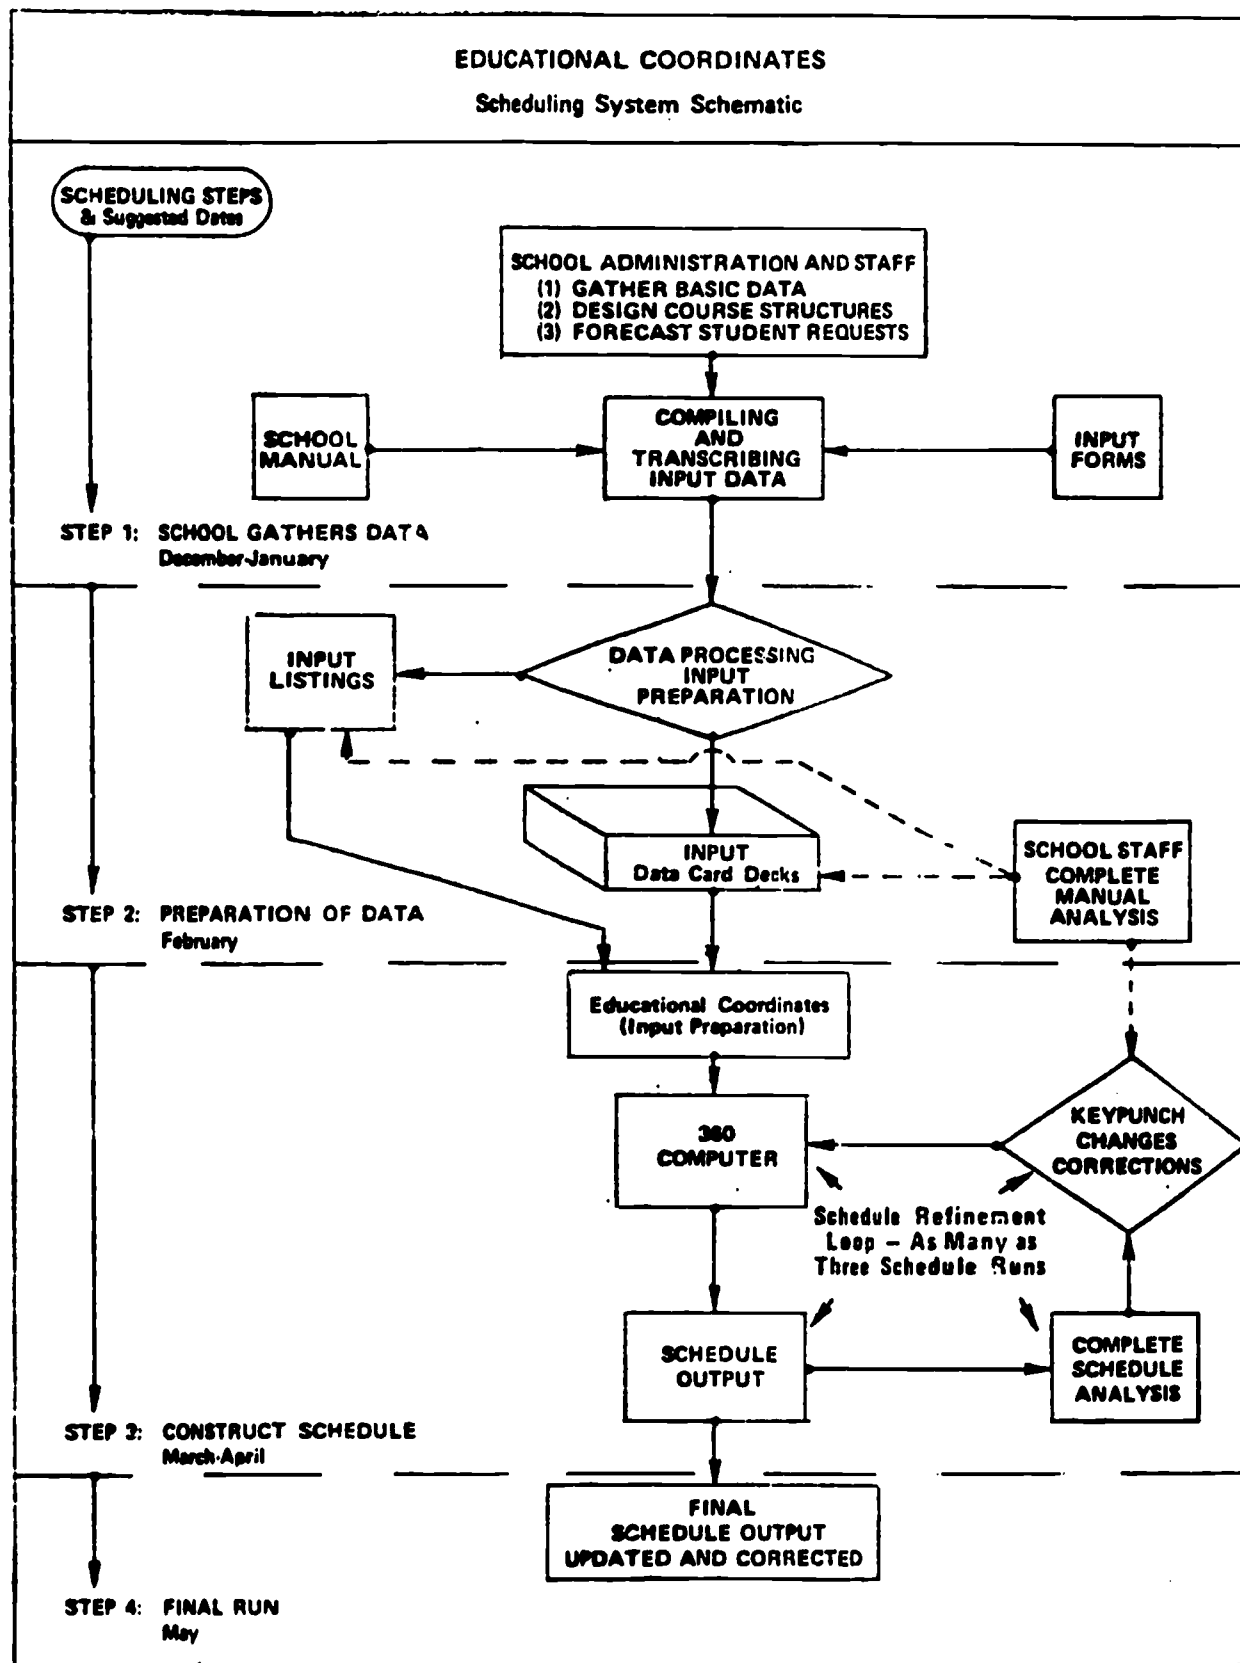 EDUCATIONAL COORDINATES
Scheduling System Schematic
SCHEDULING STEPS
& Suggested Dates
SCHOOL ADMINISTRATION AND STAFF
(1) GATHER BASIC DATA
(2) DESIGN COURSE STRUCTURES
(3) FORECAST STUDENT REQUESTS
SCHOOL
MANUAL
COMPILING
AND
TRANSCRIBING
INPUT DATA
INPUT
FORMS
STEP 1: SCHOOL GATHERS DATA
December-January
INPUT
LISTINGS
DATA PROCESSING
INPUT
PREPARATION
INPUT
Data Card Decks
SCHOOL STAFF
COMPLETE
MANUAL
ANALYSIS
STEP 2: PREPARATION OF DATA
February
Educational Coordinates
(Input Preparation)
360
COMPUTER
KEYPUNCH
CHANGES
CORRECTIONS
Schedule Refinement
Loop - As Many as
Three Schedule Runs
SCHEDULE
OUTPUT
COMPLETE
SCHEDULE
ANALYSIS
STEP 3: CONSTRUCT SCHEDULE
March-April
FINAL
SCHEDULE OUTPUT
UPDATED AND CORRECTED
STEP 4: FINAL RUN
May